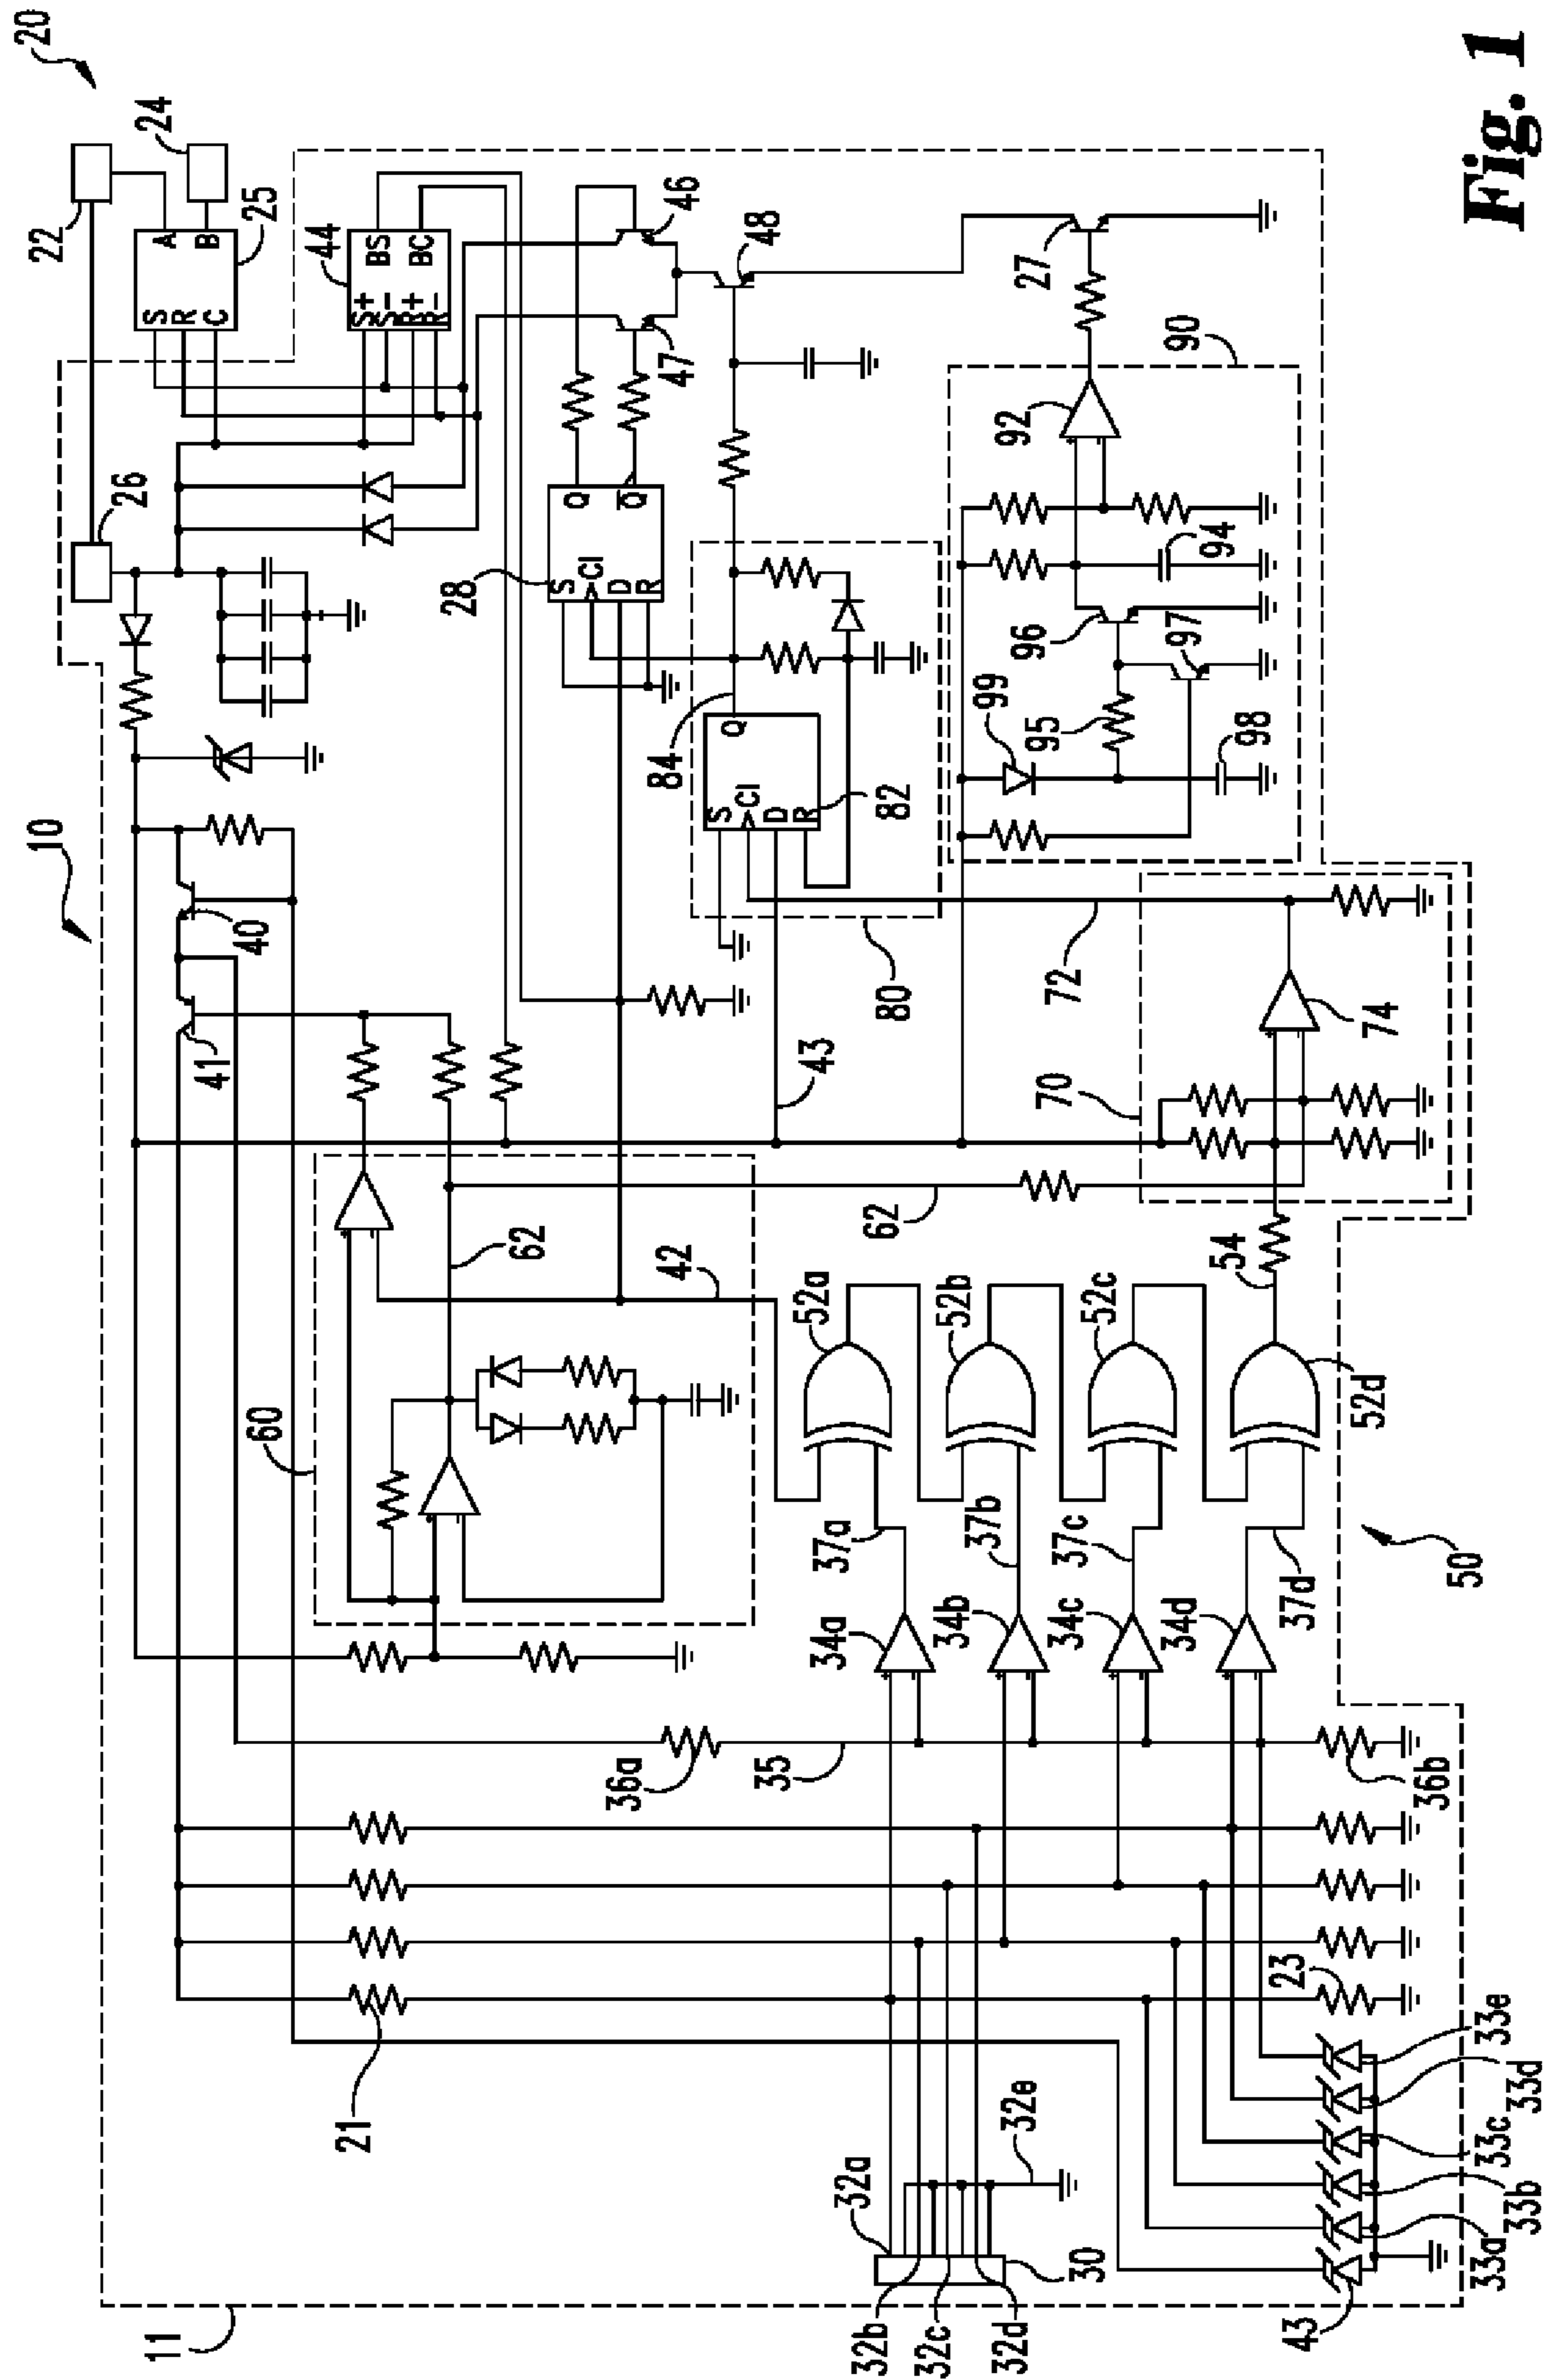 11
10
22
20
26
A
24
S
R
B
C
25
41
40
44
S+
S-
R+
R-
BS
BC
21
60
62
42
28
S
CI
D
R
Q
Q
46
47
36a
35
43
84
S
CI
D
R
Q
82
80
48
32a
32b
32c
32d
32e
30
34a
34b
34c
34d
37a
37b
37c
37d
52a
52b
52c
52d
62
54
70
72
74
99
95
96
97
98
94
92
90
27
23
36b
50
43
33a
33b
33c
33d
33e
Fig. 1